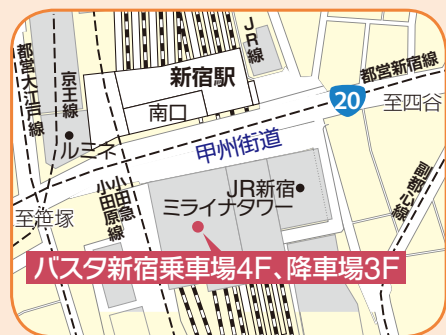 JR線
都営大江戸線
京王線
新宿駅
南口
都営新宿線
20
至四谷
ルミネ
甲州街道
副都心線
小田急
小田原線
JR新宿
ミライナタワー
至笹塚
バスタ新宿乗車場4F、降車場3F